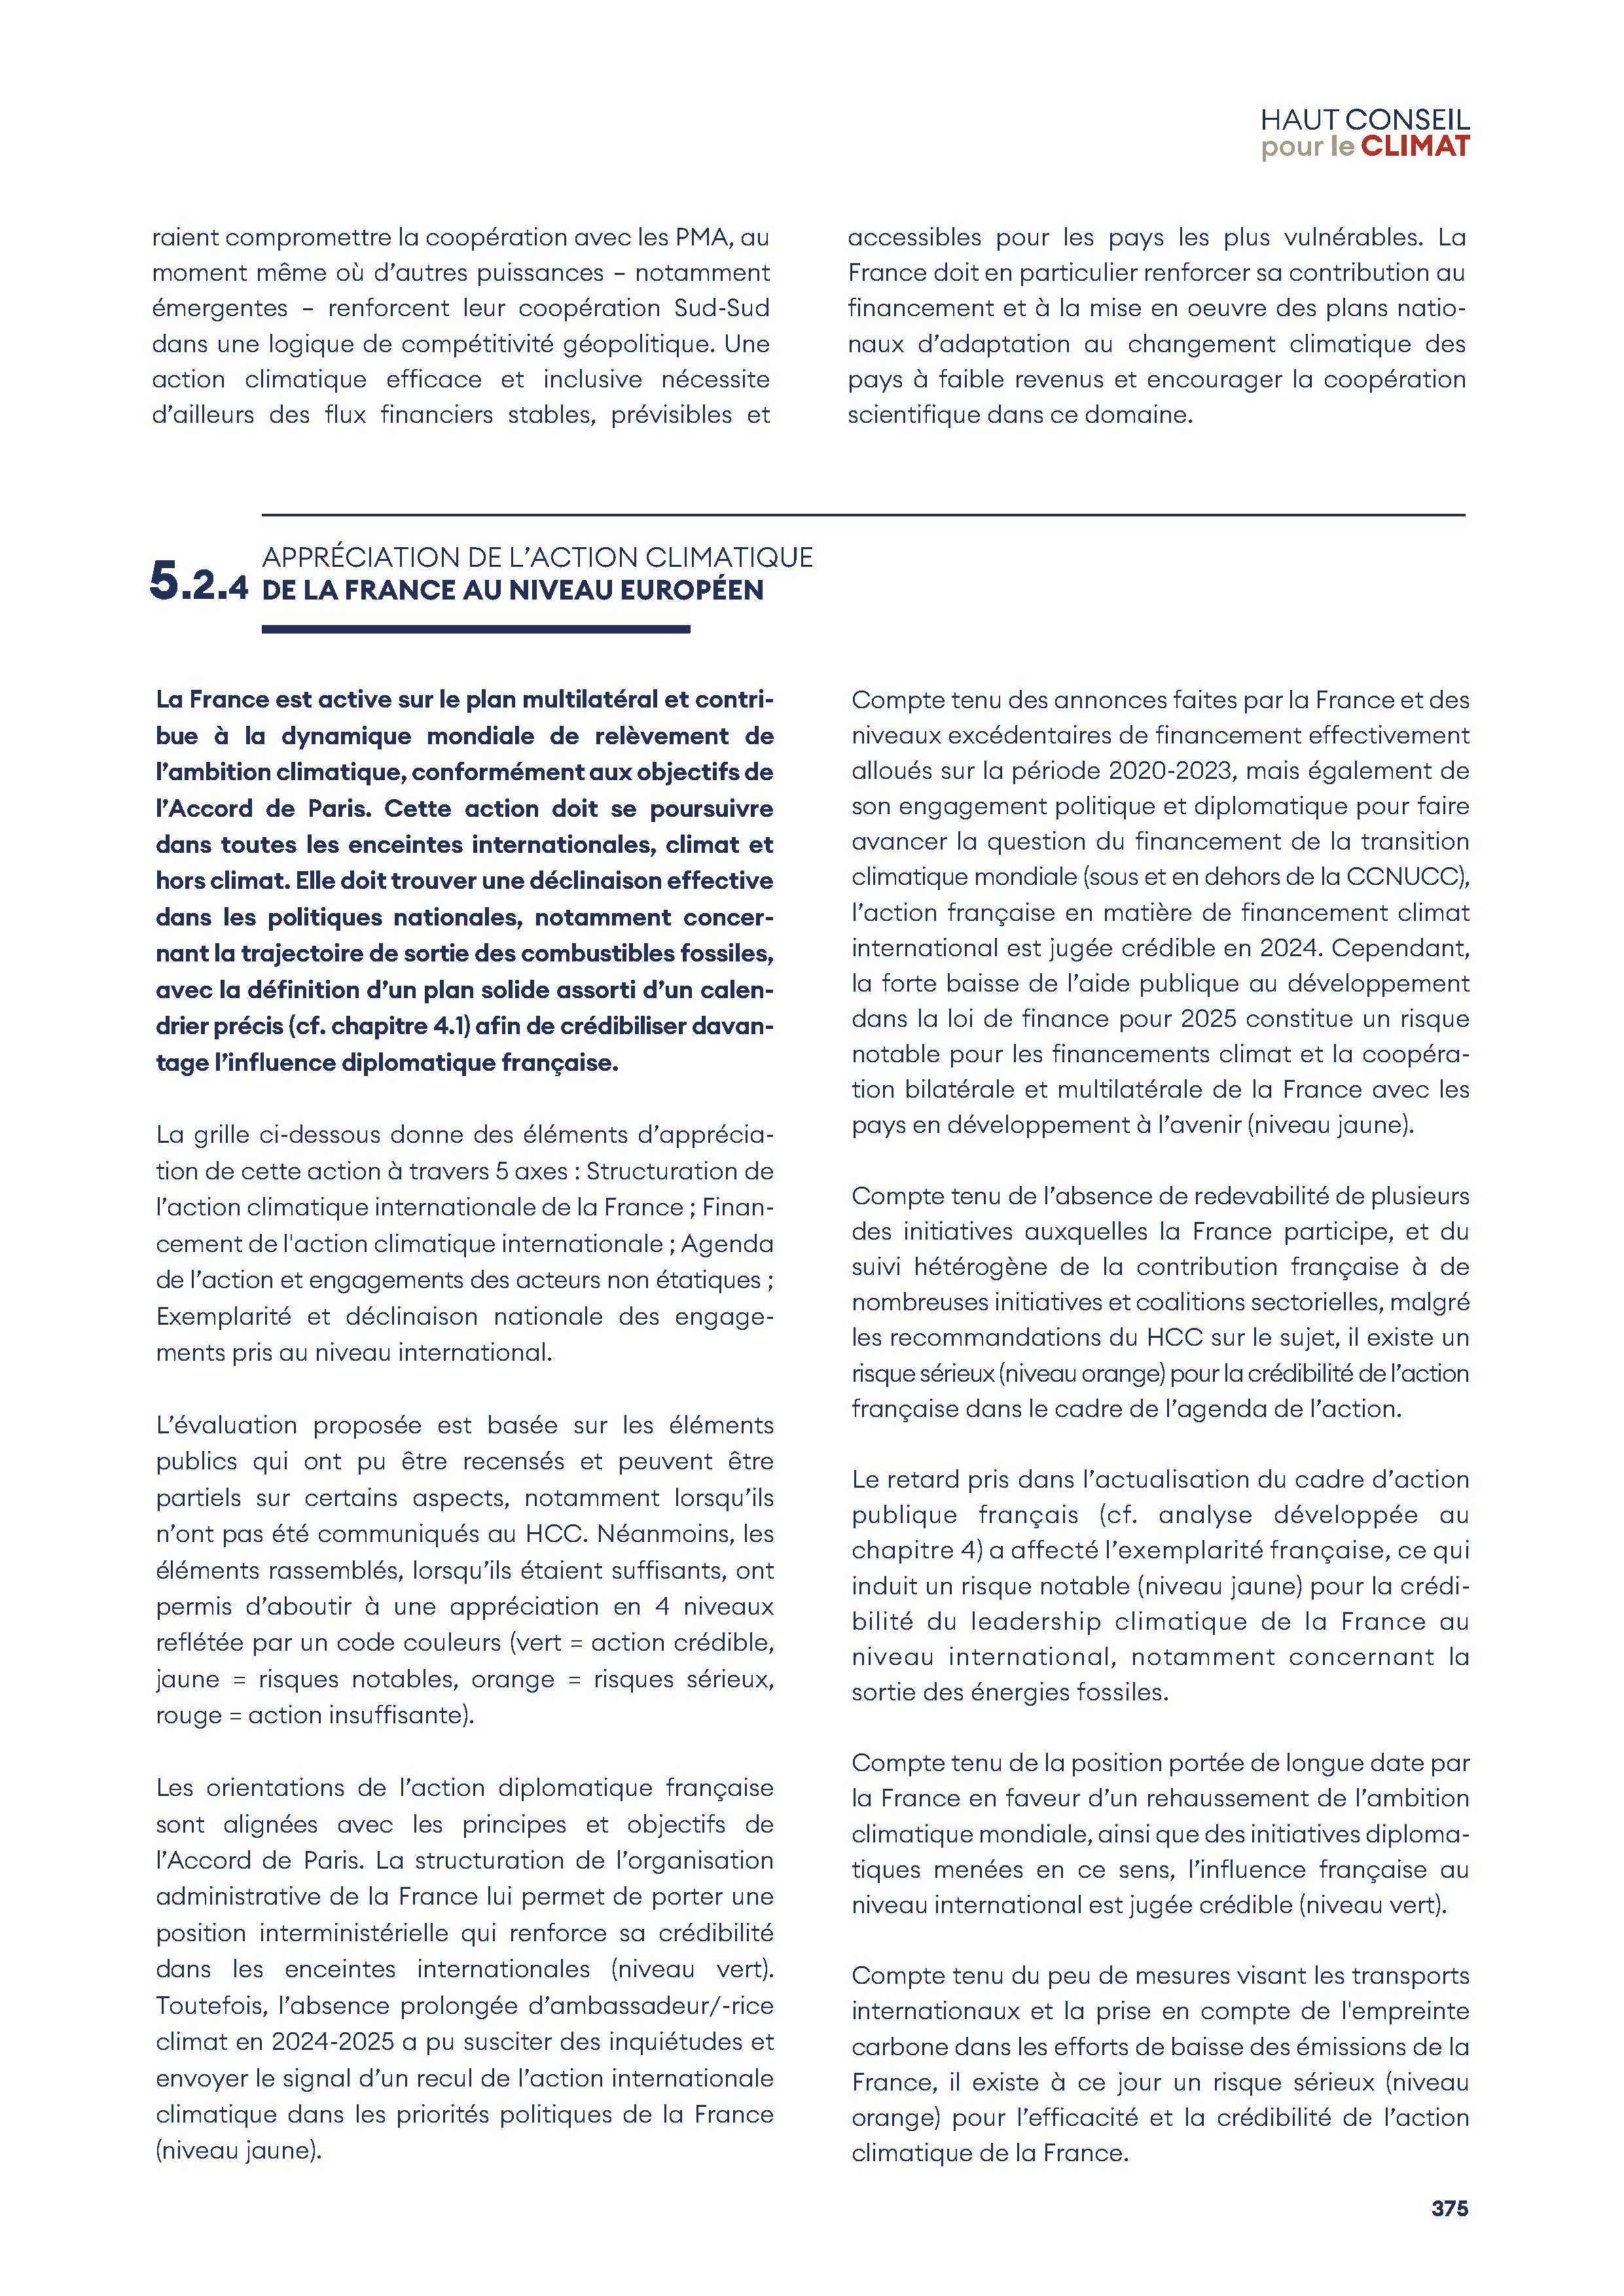 HAUT CONSEIL
pour le CLIMAT
raient compromettre la coopération avec les PMA, au
moment même où d’autres puissances – notamment
émergentes – renforcent leur coopération Sud-Sud
dans une logique de compétitivité géopolitique. Une
action climatique efficace et inclusive nécessite
d’ailleurs des flux financiers stables, prévisibles et
accessibles pour les pays les plus vulnérables. La
France doit en particulier renforcer sa contribution au
financement et à la mise en oeuvre des plans natio-
naux d’adaptation au changement climatique des
pays à faible revenus et encourager la coopération
scientifique dans ce domaine.
5.2.4 APPRÉCIATION DE L’ACTION CLIMATIQUE
DE LA FRANCE AU NIVEAU EUROPÉEN
La France est active sur le plan multilatéral et contri-
bue à la dynamique mondiale de relèvement de
l’ambition climatique, conformément aux objectifs de
l’Accord de Paris. Cette action doit se poursuivre
dans toutes les enceintes internationales, climat et
hors climat. Elle doit trouver une déclinaison effective
dans les politiques nationales, notamment concer-
nant la trajectoire de sortie des combustibles fossiles,
avec la définition d’un plan solide assorti d’un calen-
drier précis (cf. chapitre 4.1) afin de crédibiliser davan-
tage l’influence diplomatique française.
La grille ci-dessous donne des éléments d’apprécia-
tion de cette action à travers 5 axes : Structuration de
l’action climatique internationale de la France ; Finan-
cement de l'action climatique internationale ; Agenda
de l’action et engagements des acteurs non étatiques ;
Exemplarité et déclinaison nationale des engage-
ments pris au niveau international.
L’évaluation proposée est basée sur les éléments
publics qui ont pu être recensés et peuvent être
partiels sur certains aspects, notamment lorsqu’ils
n’ont pas été communiqués au HCC. Néanmoins, les
éléments rassemblés, lorsqu’ils étaient suffisants, ont
permis d’aboutir à une appréciation en 4 niveaux
reflétée par un code couleurs (vert = action crédible,
jaune = risques notables, orange = risques sérieux,
rouge = action insuffisante).
Les orientations de l’action diplomatique française
sont alignées avec les principes et objectifs de
l’Accord de Paris. La structuration de l’organisation
administrative de la France lui permet de porter une
position interministérielle qui renforce sa crédibilité
dans les enceintes internationales (niveau vert).
Toutefois, l’absence prolongée d’ambassadeur/-rice
climat en 2024-2025 a pu susciter des inquiétudes et
envoyer le signal d’un recul de l’action internationale
climatique dans les priorités politiques de la France
(niveau jaune).
Compte tenu des annonces faites par la France et des
niveaux excédentaires de financement effectivement
alloués sur la période 2020-2023, mais également de
son engagement politique et diplomatique pour faire
avancer la question du financement de la transition
climatique mondiale (sous et en dehors de la CCNUCC),
l’action française en matière de financement climat
international est jugée crédible en 2024. Cependant,
la forte baisse de l’aide publique au développement
dans la loi de finance pour 2025 constitue un risque
notable pour les financements climat et la coopéra-
tion bilatérale et multilatérale de la France avec les
pays en développement à l’avenir (niveau jaune).
Compte tenu de l’absence de redevabilité de plusieurs
des initiatives auxquelles la France participe, et du
suivi hétérogène de la contribution française à de
nombreuses initiatives et coalitions sectorielles, malgré
les recommandations du HCC sur le sujet, il existe un
risque sérieux (niveau orange) pour la crédibilité de l’action
française dans le cadre de l’agenda de l’action.
Le retard pris dans l’actualisation du cadre d’action
publique français (cf. analyse développée au
chapitre 4) a affecté l’exemplarité française, ce qui
induit un risque notable (niveau jaune) pour la crédi-
bilité du leadership climatique de la France au
niveau international, notamment concernant la
sortie des énergies fossiles.
Compte tenu de la position portée de longue date par
la France en faveur d’un rehaussement de l’ambition
climatique mondiale, ainsi que des initiatives diploma-
tiques menées en ce sens, l’influence française au
niveau international est jugée crédible (niveau vert).
Compte tenu du peu de mesures visant les transports
internationaux et la prise en compte de l'empreinte
carbone dans les efforts de baisse des émissions de la
France, il existe à ce jour un risque sérieux (niveau
orange) pour l’efficacité et la crédibilité de l’action
climatique de la France.
375